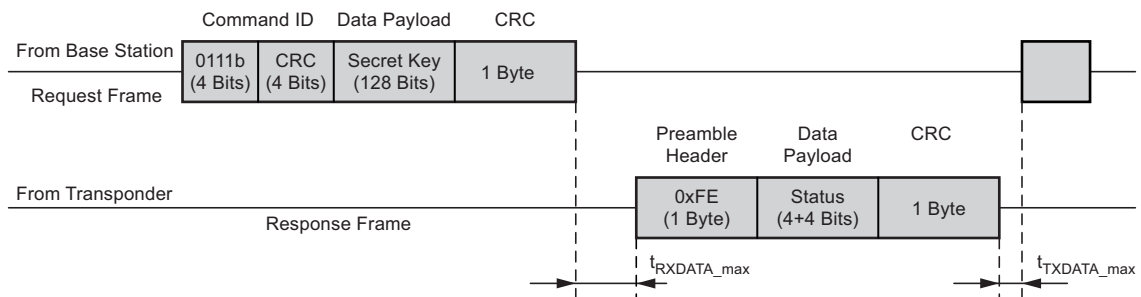 Command ID Data Payload CRC
From Base Station
Request Frame
0111b
(4 Bits)
CRC
(4 Bits)
Secret Key
(128 Bits)
1 Byte
Preamble
Header
Data
Payload
CRC
From Transponder
Response Frame
0xFE
(1 Byte)
Status
(4+4 Bits)
1 Byte
tRXDATA_max
tTXDATA_max